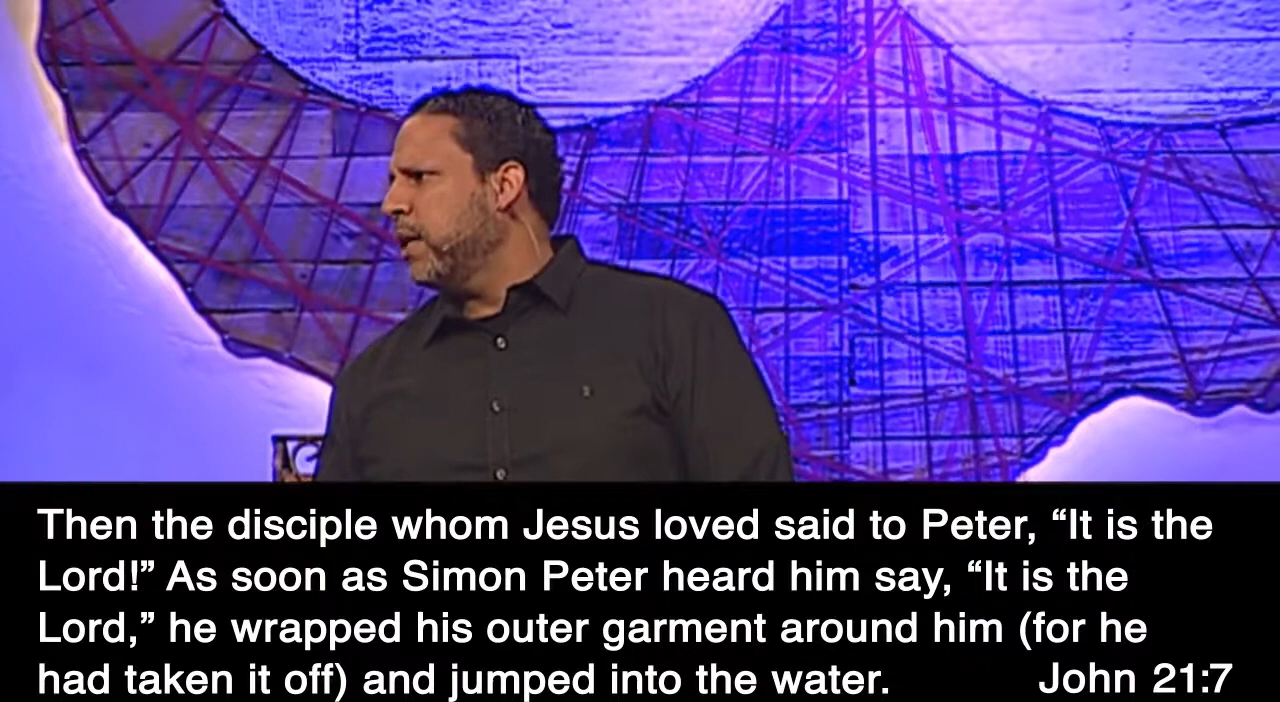 Then the disciple whom Jesus loved said to Peter, “It is the
Lord!” As soon as Simon Peter heard him say, “It is the
Lord,” he wrapped his outer garment around him (for he
had taken it off) and jumped into the water. John 21:7